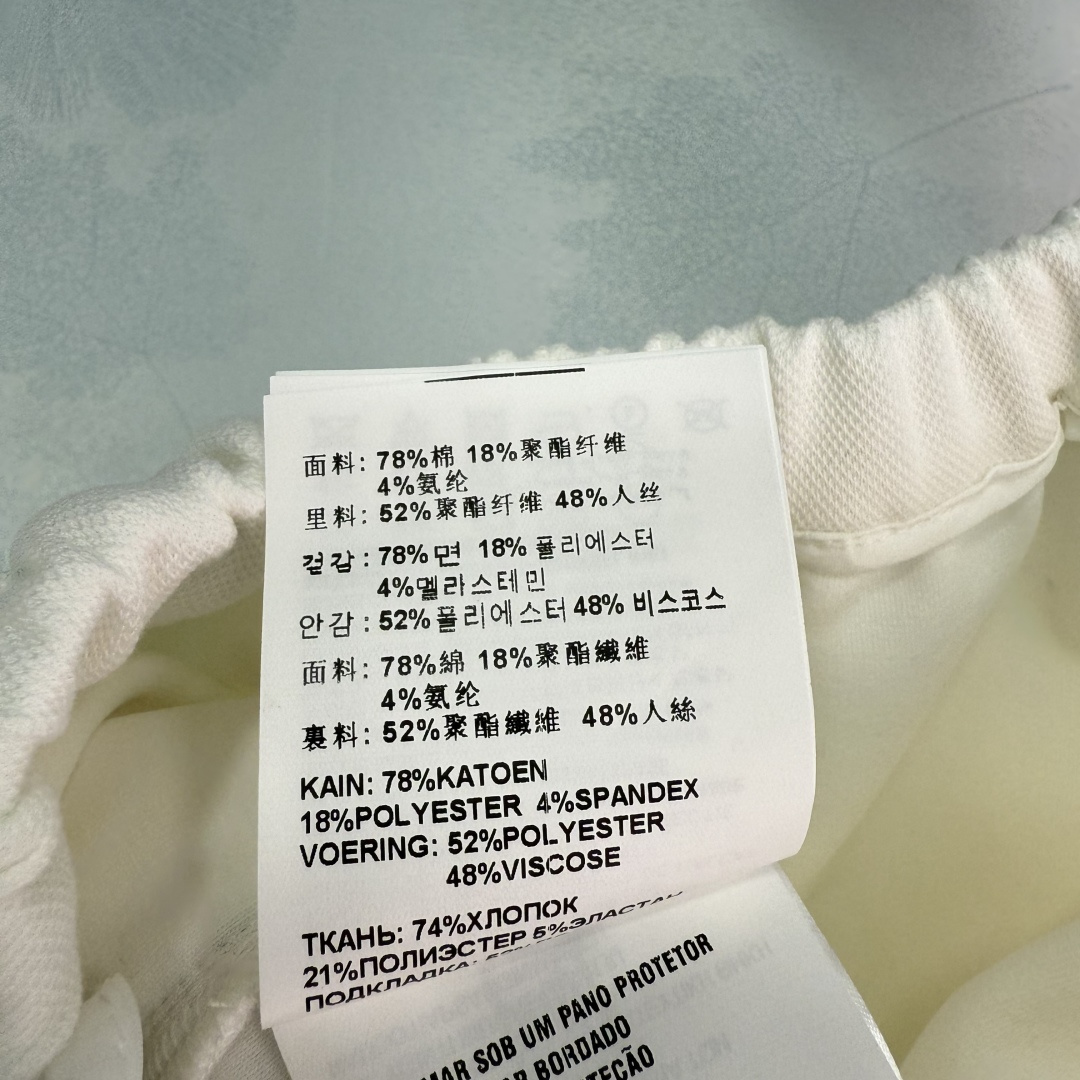 面料: 78%棉 18%聚酯纤维
4%氨纶
里料: 52%聚酯纤维 48%人丝
겉감: 78%면 18%폴리에스터
4%멜라스테민
안감: 52%폴리에스터 48% 비스코스
面料: 78%綿 18%聚酯纖維
4%氨纶
裏料: 52%聚酯纖維 48%人絲
KAIN: 78%KATOEN
18%POLYESTER 4%SPANDEX
VOERING: 52%POLYESTER
48%VISCOSE
ТКАНЬ: 74%ХЛОПОК
21%ПОЛИЭСТЕР 5%ЭЛАСТАН
ПОДКЛАДКА:
SOB UM PANO PROTETOR
BORDADO